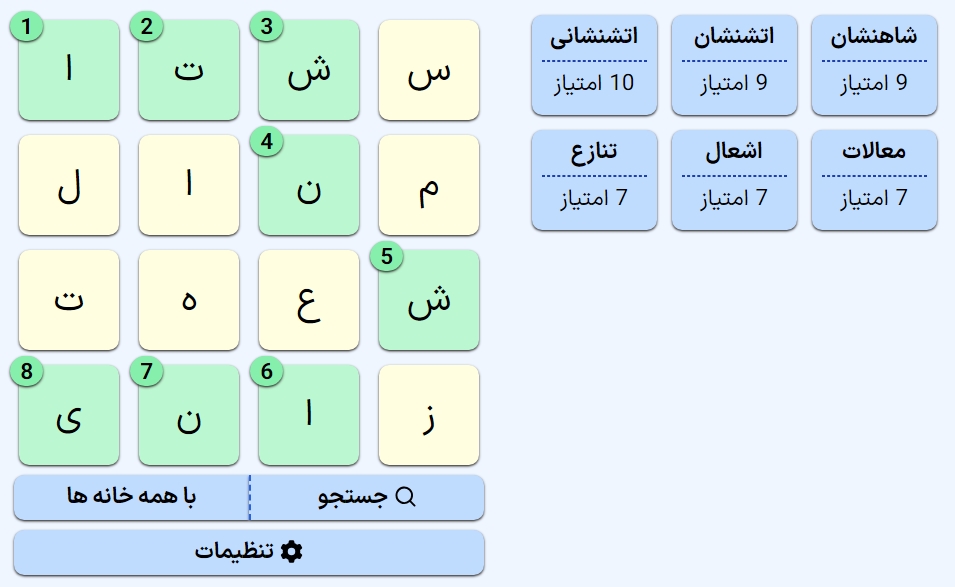 1 2 3
ا ت ش س
4
ل ا ن م
5
ت ه ع ش
8 7 6
ی ن ا ز
جستجو با همه خانه ها
تنظیمات
شاهنشان اتشنشان اتشنشانی
9 امتیاز 9 امتیاز 10 امتیاز
معالات اشعال تنازع
7 امتیاز 7 امتیاز 7 امتیاز